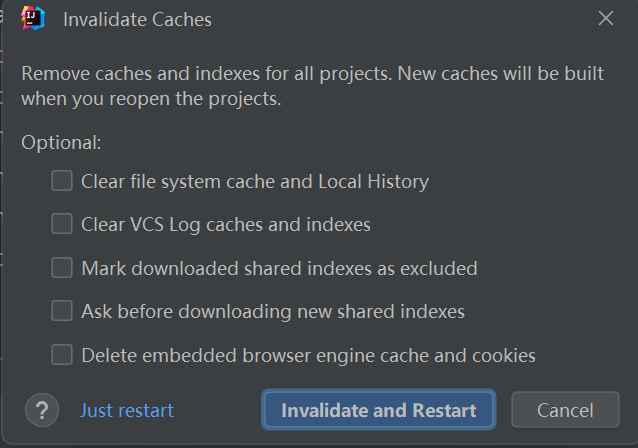 IJ
Invalidate Caches
Remove caches and indexes for all projects. New caches will be built
when you reopen the projects.
Optional:
Clear file system cache and Local History
Clear VCS Log caches and indexes
Mark downloaded shared indexes as excluded
Ask before downloading new shared indexes
Delete embedded browser engine cache and cookies
? Just restart Invalidate and Restart Cancel